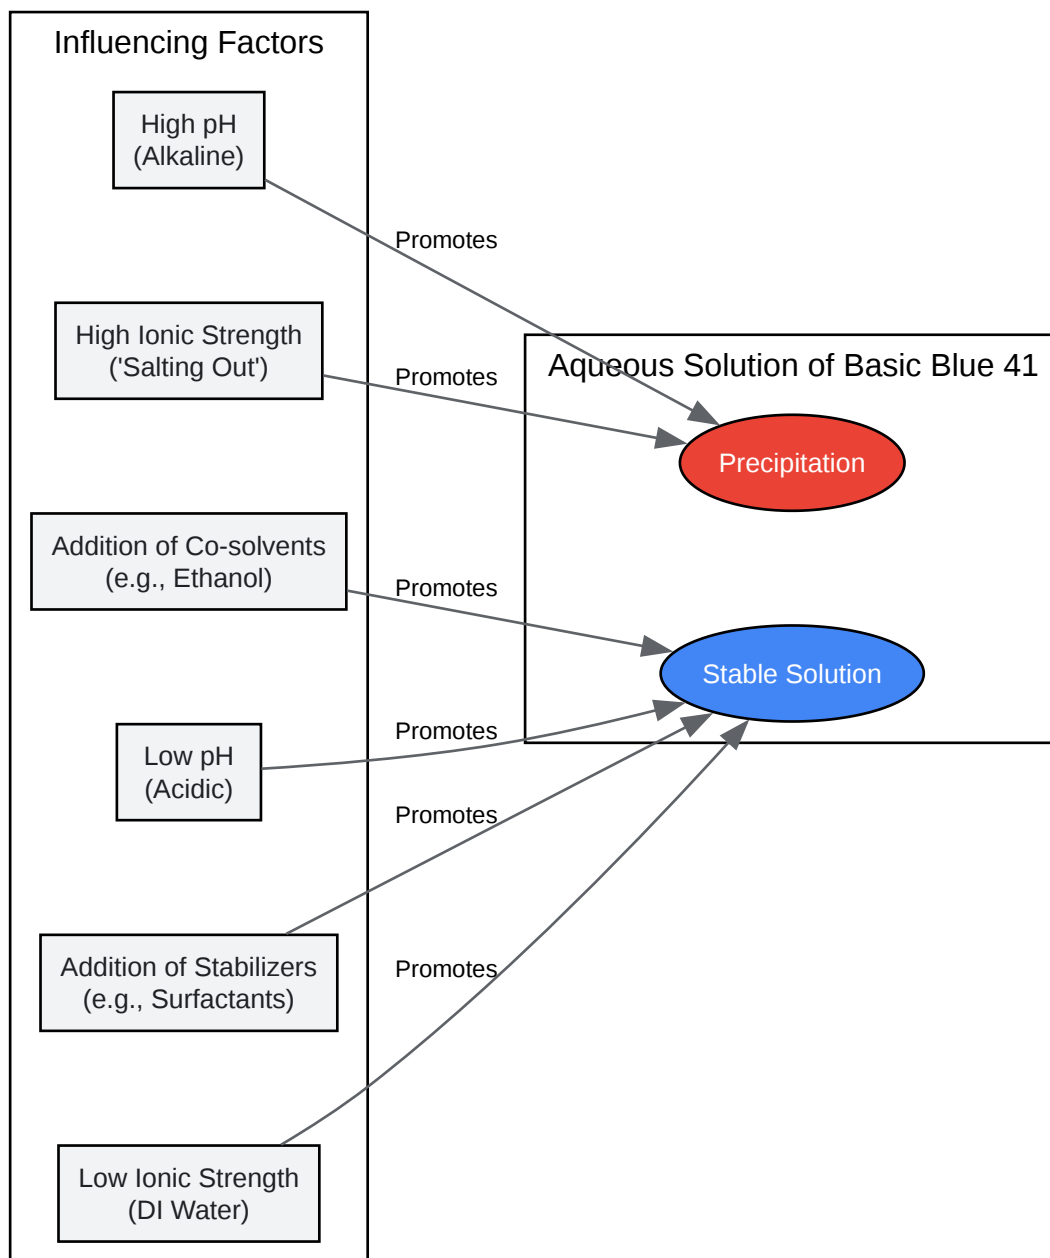 Influencing Factors
High pH
(Alkaline)
Promotes
High Ionic Strength
('Salting Out')
Promotes
Aqueous Solution of Basic Blue 41
Precipitation
Addition of Co-solvents
(e.g., Ethanol)
Promotes
Stable Solution
Low pH
(Acidic)
Promotes
Promotes
Addition of Stabilizers
(e.g., Surfactants)
Promotes
Low Ionic Strength
(DI Water)